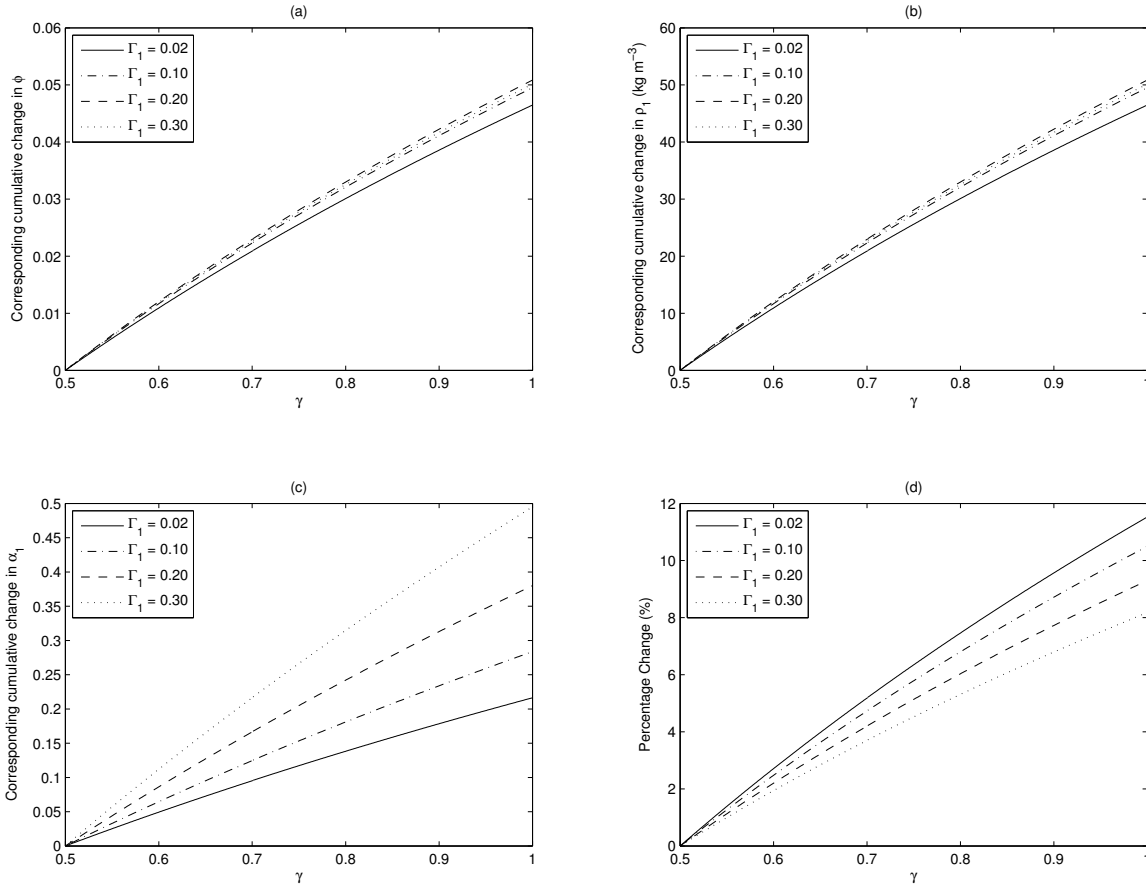 (a)
Corresponding cumulative change in ϕ
0.06
0.05
0.04
0.03
0.02
0.01
0
Γ1 = 0.02
Γ1 = 0.10
Γ1 = 0.20
Γ1 = 0.30
0.5 0.6 0.7 0.8 0.9 1
γ
(b)
Corresponding cumulative change in ρ1 (kg m−3)
60
50
40
30
20
10
0
Γ1 = 0.02
Γ1 = 0.10
Γ1 = 0.20
Γ1 = 0.30
0.5 0.6 0.7 0.8 0.9 1
γ
(c)
Corresponding cumulative change in α1
0.5
0.45
0.4
0.35
0.3
0.25
0.2
0.15
0.1
0.05
0
Γ1 = 0.02
Γ1 = 0.10
Γ1 = 0.20
Γ1 = 0.30
0.5 0.6 0.7 0.8 0.9 1
γ
(d)
Percentage Change (%)
12
10
8
6
4
2
0
Γ1 = 0.02
Γ1 = 0.10
Γ1 = 0.20
Γ1 = 0.30
0.5 0.6 0.7 0.8 0.9 1
γ